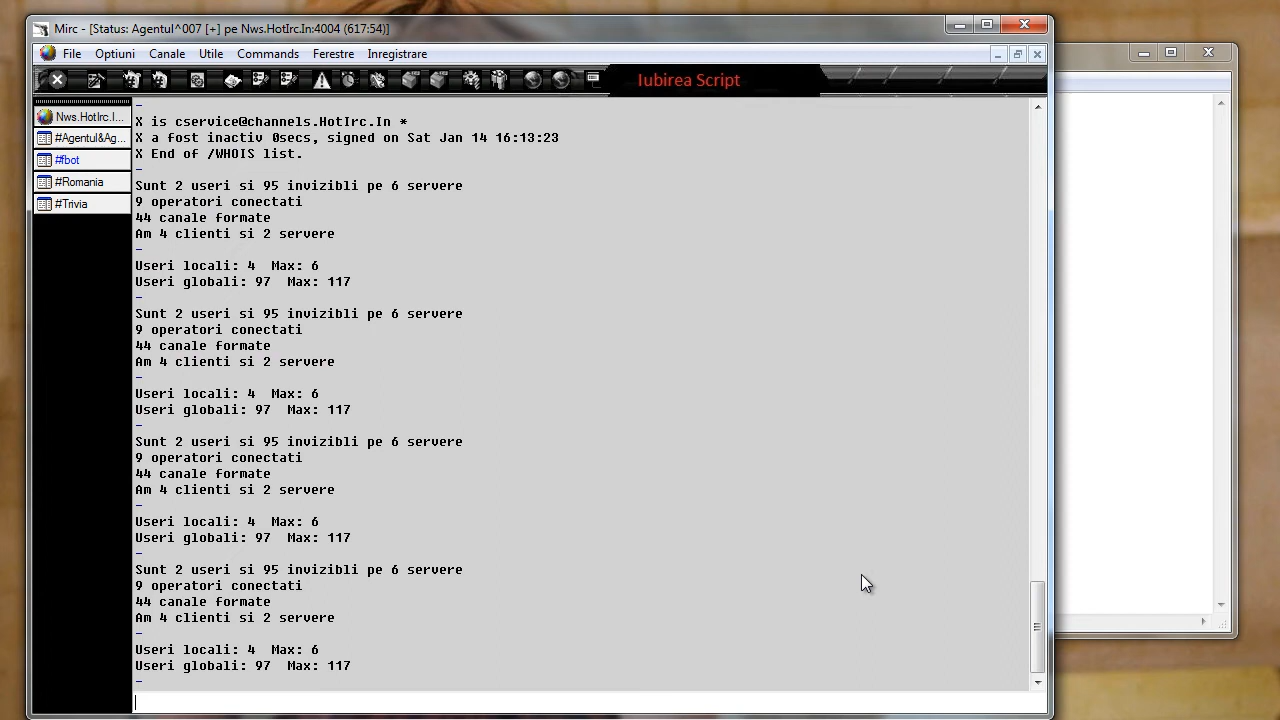 Mirc - [Status: Agentul^007 [+] pe Nws.HotIrc.In:4004 (617:54)]
File Optiuni Canale Utile Commands Ferestre Inregistrare
Iubirea Script
Nws.HotIrc.I...
#Agentul&Ag...
#fbot
#Romania
#Trivia
-
X is cservice@channels.HotIrc.In *
X a fost inactiv 0secs, signed on Sat Jan 14 16:13:23
X End of /WHOIS list.
-
Sunt 2 useri si 95 invizibli pe 6 servere
9 operatori conectati
44 canale formate
Am 4 clienti si 2 servere
-
Useri locali: 4 Max: 6
Useri globali: 97 Max: 117
-
Sunt 2 useri si 95 invizibli pe 6 servere
9 operatori conectati
44 canale formate
Am 4 clienti si 2 servere
-
Useri locali: 4 Max: 6
Useri globali: 97 Max: 117
-
Sunt 2 useri si 95 invizibli pe 6 servere
9 operatori conectati
44 canale formate
Am 4 clienti si 2 servere
-
Useri locali: 4 Max: 6
Useri globali: 97 Max: 117
-
Sunt 2 useri si 95 invizibli pe 6 servere
9 operatori conectati
44 canale formate
Am 4 clienti si 2 servere
-
Useri locali: 4 Max: 6
Useri globali: 97 Max: 117
-